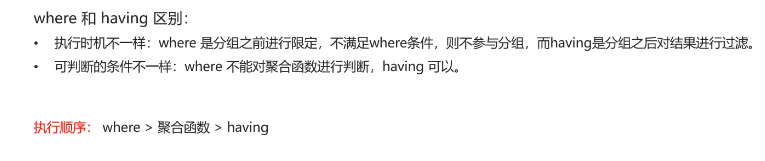 where 和 having 区别：
• 执行时机不一样：where 是分组之前进行限定，不满足where条件，则不参与分组，而having是分组之后对结果进行过滤。
• 可判断的条件不一样：where 不能对聚合函数进行判断，having 可以。
执行顺序： where > 聚合函数 > having